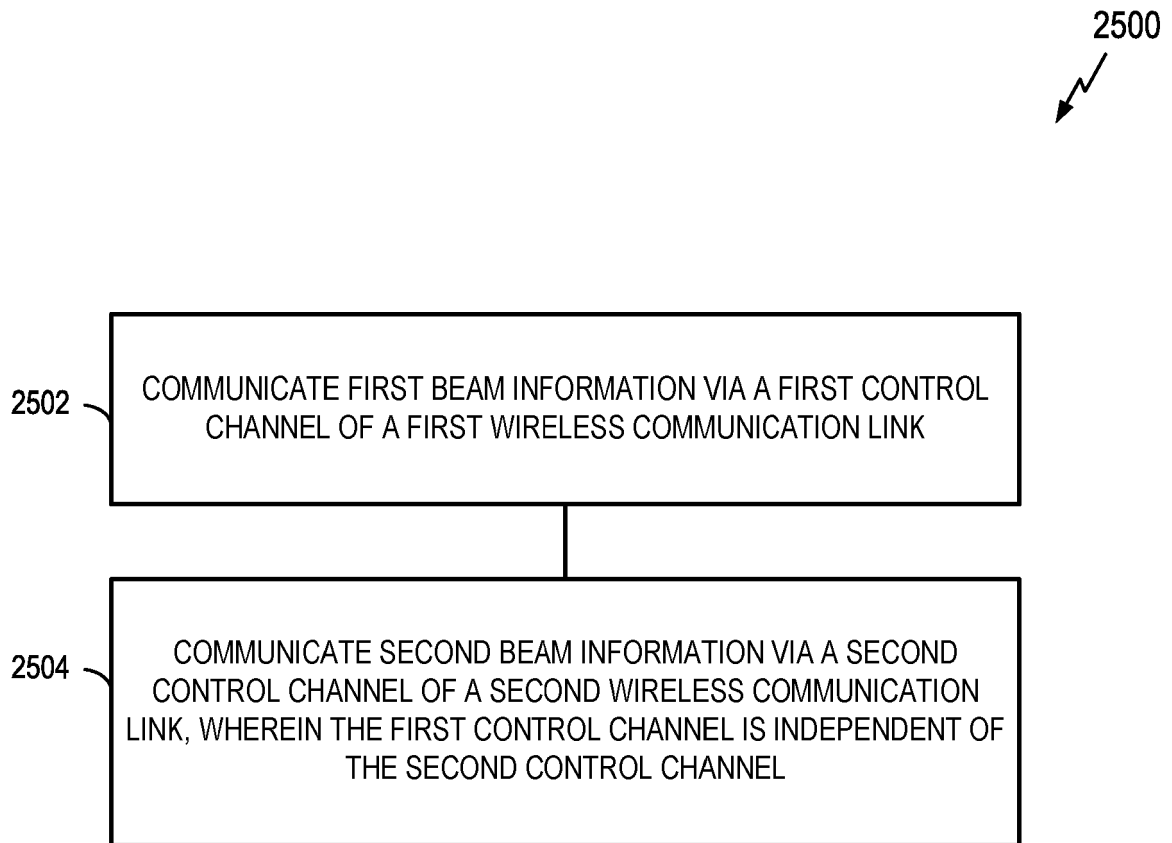 2500
2502
COMMUNICATE FIRST BEAM INFORMATION VIA A FIRST CONTROL
CHANNEL OF A FIRST WIRELESS COMMUNICATION LINK
2504
COMMUNICATE SECOND BEAM INFORMATION VIA A SECOND
CONTROL CHANNEL OF A SECOND WIRELESS COMMUNICATION
LINK, WHEREIN THE FIRST CONTROL CHANNEL IS INDEPENDENT OF
THE SECOND CONTROL CHANNEL